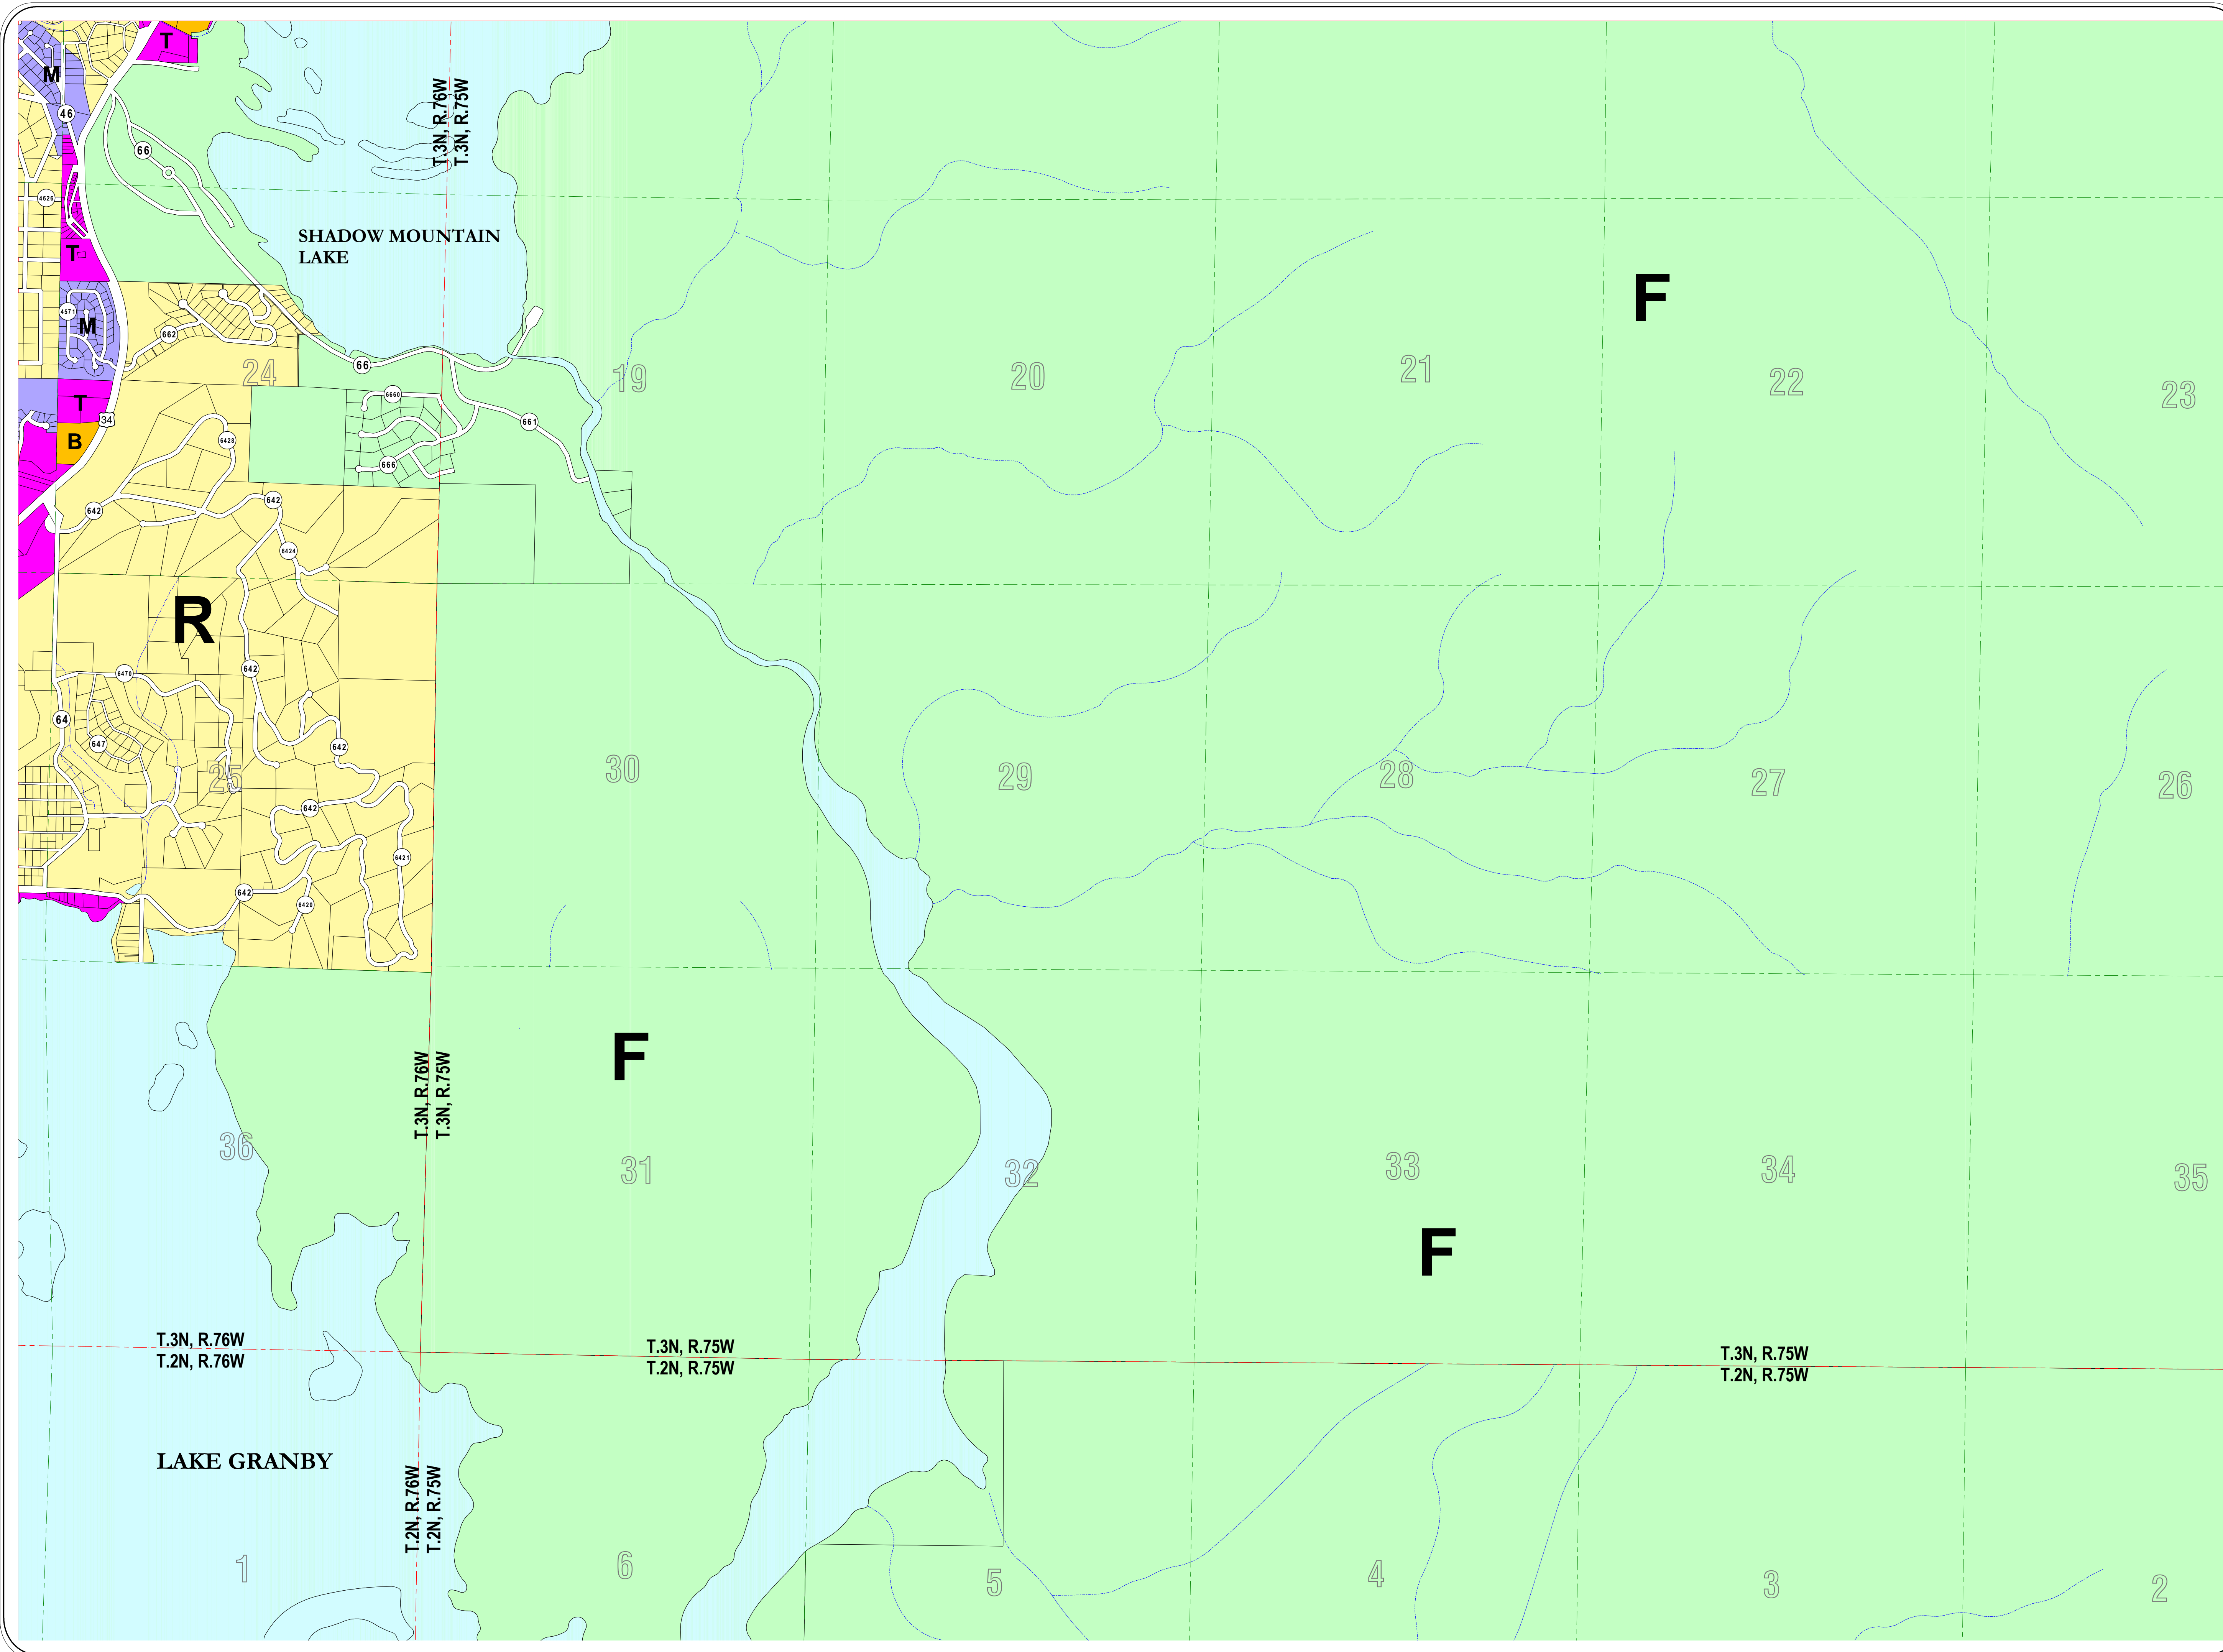 T
M
46
T.3N, R.76W
T.3N, R.75W
66
4626
SHADOW MOUNTAIN
LAKE
T
F
4571
M
662
24
66
19
20
21
22
23
6660
T
34
661
B
6428
666
642
642
6424
R
6470
642
64
647
642
25
30
29
28
27
26
642
6421
642
6420
F
T.3N, R.76W
T.3N, R.75W
36
31
32
33
34
35
F
T.3N, R.76W
T.2N, R.76W
T.3N, R.75W
T.2N, R.75W
T.3N, R.75W
T.2N, R.75W
LAKE GRANBY
T.2N, R.76W
T.2N, R.75W
1
6
5
4
3
2